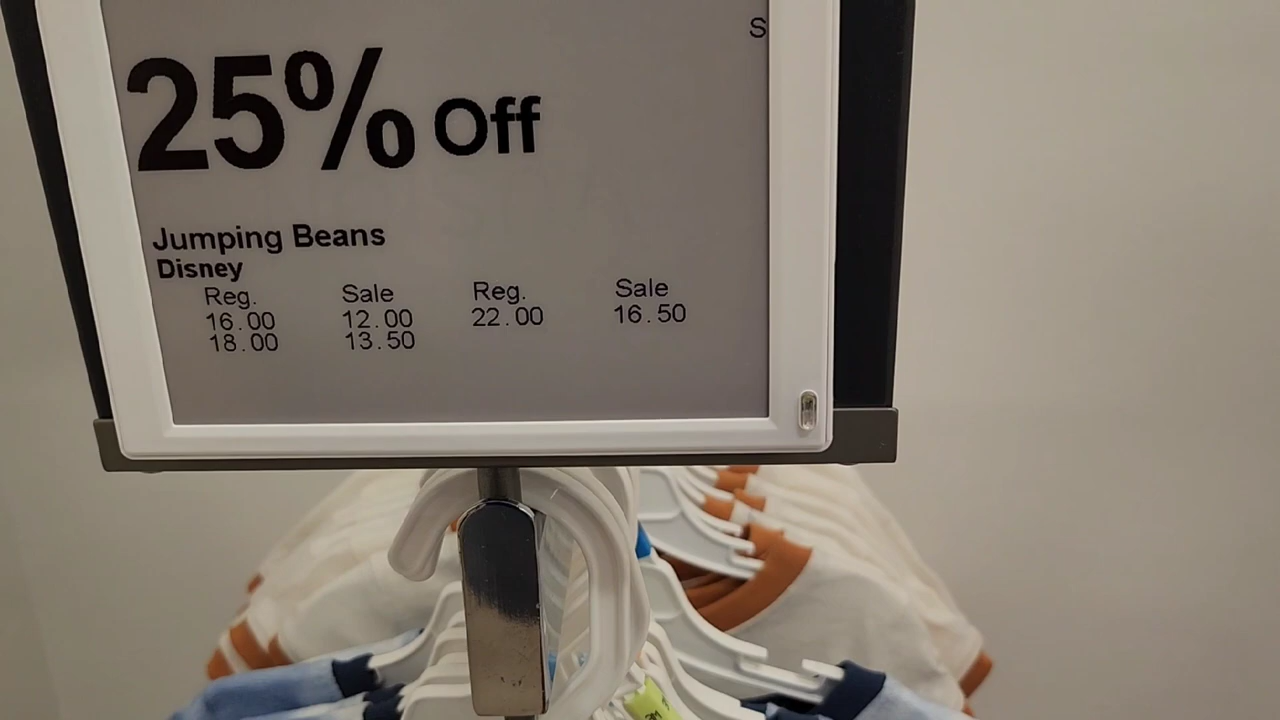 S
25% Off
Jumping Beans
Disney
Reg. Sale Reg. Sale
16.00 12.00 22.00 16.50
18.00 13.50